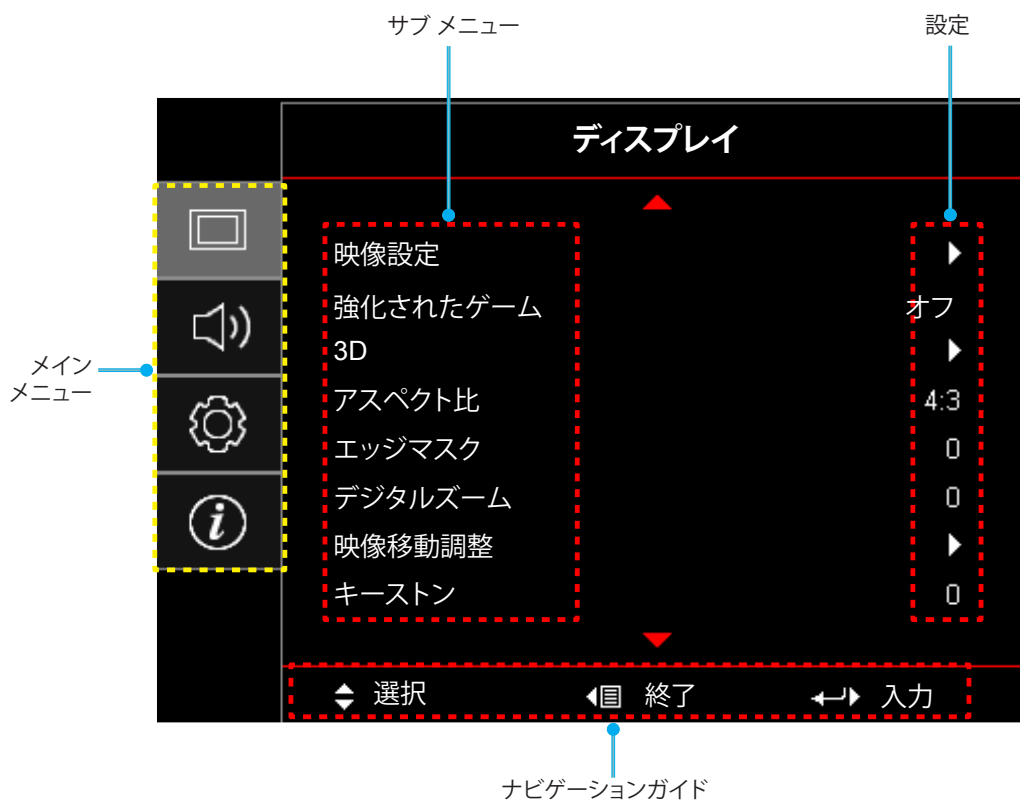 サブ メニュー
設定
ディスプレイ
映像設定
強化されたゲーム オフ
3D
メイン
メニュー
アスペクト比 4:3
エッジマスク 0
デジタルズーム 0
映像移動調整
キーストン 0
選択 終了 入力
ナビゲーションガイド